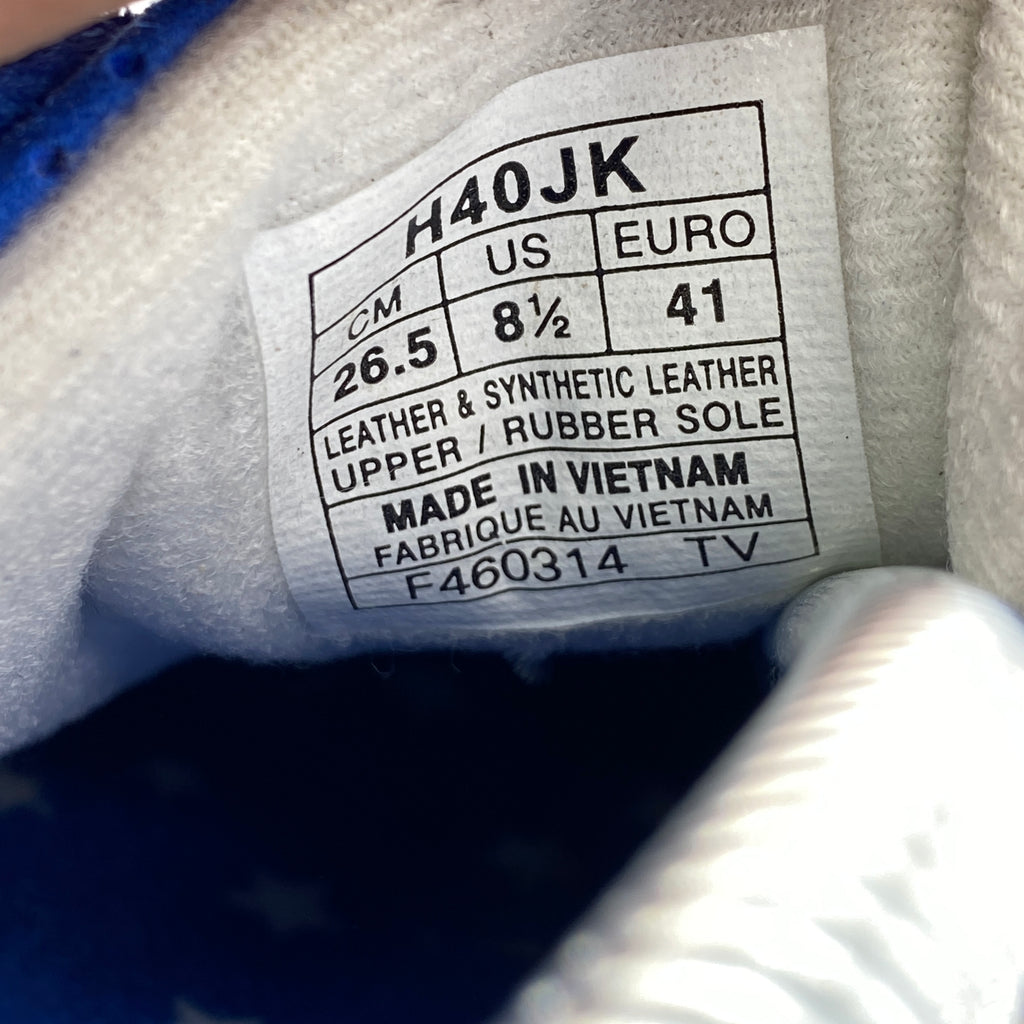 H40JK
CM US EURO
26.5 8½ 41
LEATHER & SYNTHETIC LEATHER
UPPER / RUBBER SOLE
MADE IN VIETNAM
FABRIQUE AU VIETNAM
F460314 TV